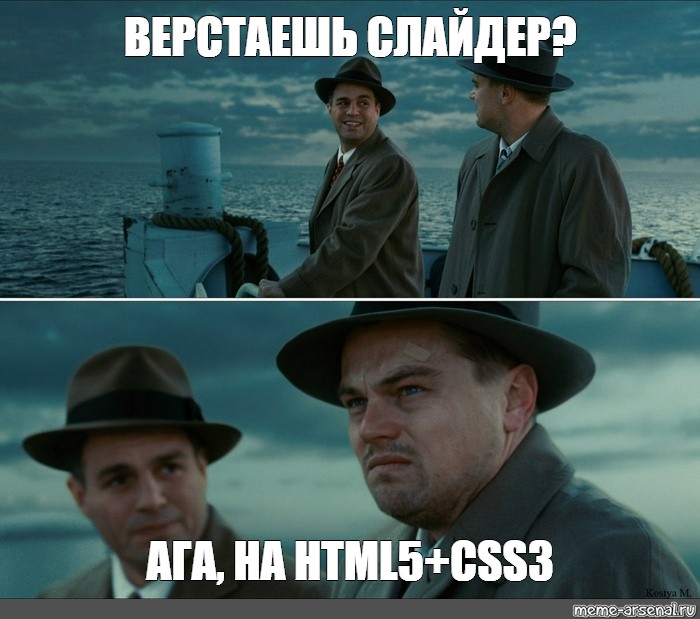 ВЕРСТАЕШЬ СЛАЙДЕР?
АГА, НА HTML5+CSS3
Kostya M.
meme-arsenal.ru